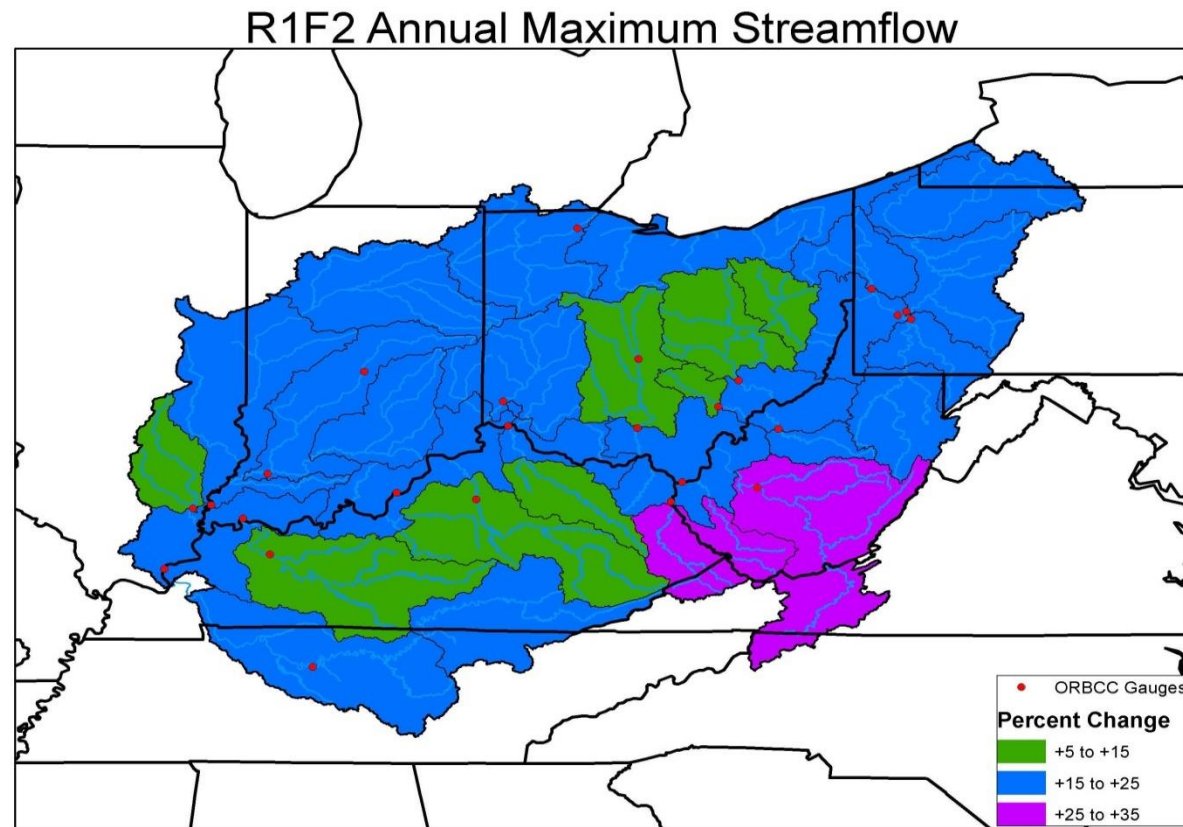 R1F2 Annual Maximum Streamflow
ORBCC Gauges
Percent Change
+5 to +15
+15 to +25
+25 to +35